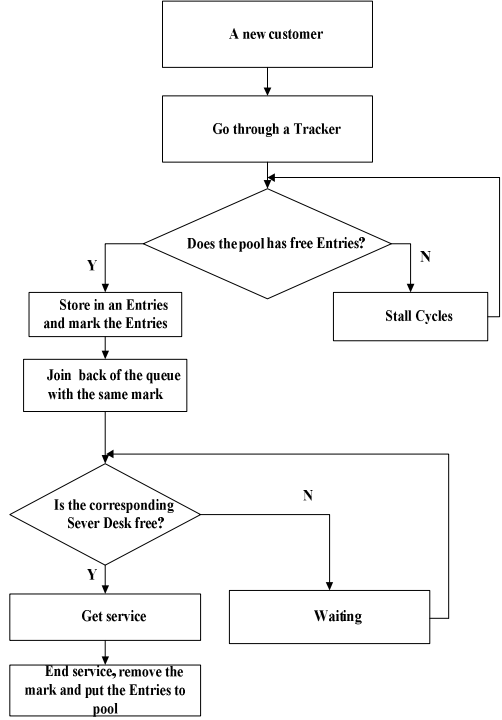 A new customer
Go through a Tracker
Does the pool has free Entries?
Y
N
Store in an Entries
and mark the Entries
Stall Cycles
Join back of the queue
with the same mark
Is the corresponding
Sever Desk free?
N
Y
Get service
Waiting
End service, remove the
mark and put the Entries to
pool